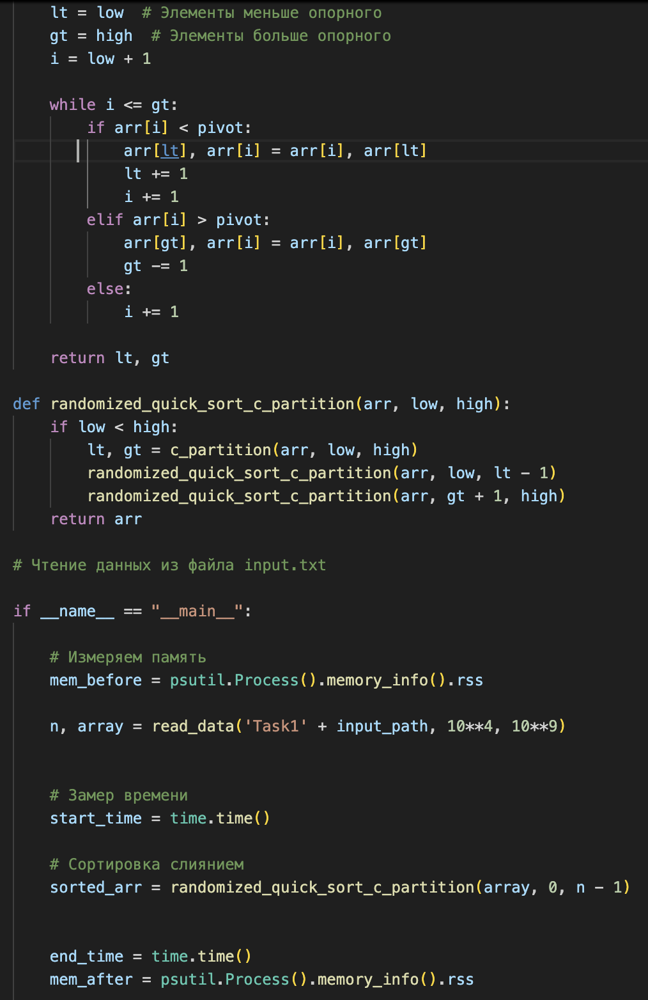 lt = low  # Элементы меньше опорного
gt = high  # Элементы больше опорного
i = low + 1
while i <= gt:
if arr[i] < pivot:
arr[lt], arr[i] = arr[i], arr[lt]
lt += 1
i += 1
elif arr[i] > pivot:
arr[gt], arr[i] = arr[i], arr[gt]
gt -= 1
else:
i += 1
return lt, gt
def randomized_quick_sort_c_partition(arr, low, high):
if low < high:
lt, gt = c_partition(arr, low, high)
randomized_quick_sort_c_partition(arr, low, lt - 1)
randomized_quick_sort_c_partition(arr, gt + 1, high)
return arr
# Чтение данных из файла input.txt
if __name__ == "__main__":
# Измеряем память
mem_before = psutil.Process().memory_info().rss
n, array = read_data('Task1' + input_path, 10**4, 10**9)
# Замер времени
start_time = time.time()
# Сортировка слиянием
sorted_arr = randomized_quick_sort_c_partition(array, 0, n - 1)
end_time = time.time()
mem_after = psutil.Process().memory_info().rss